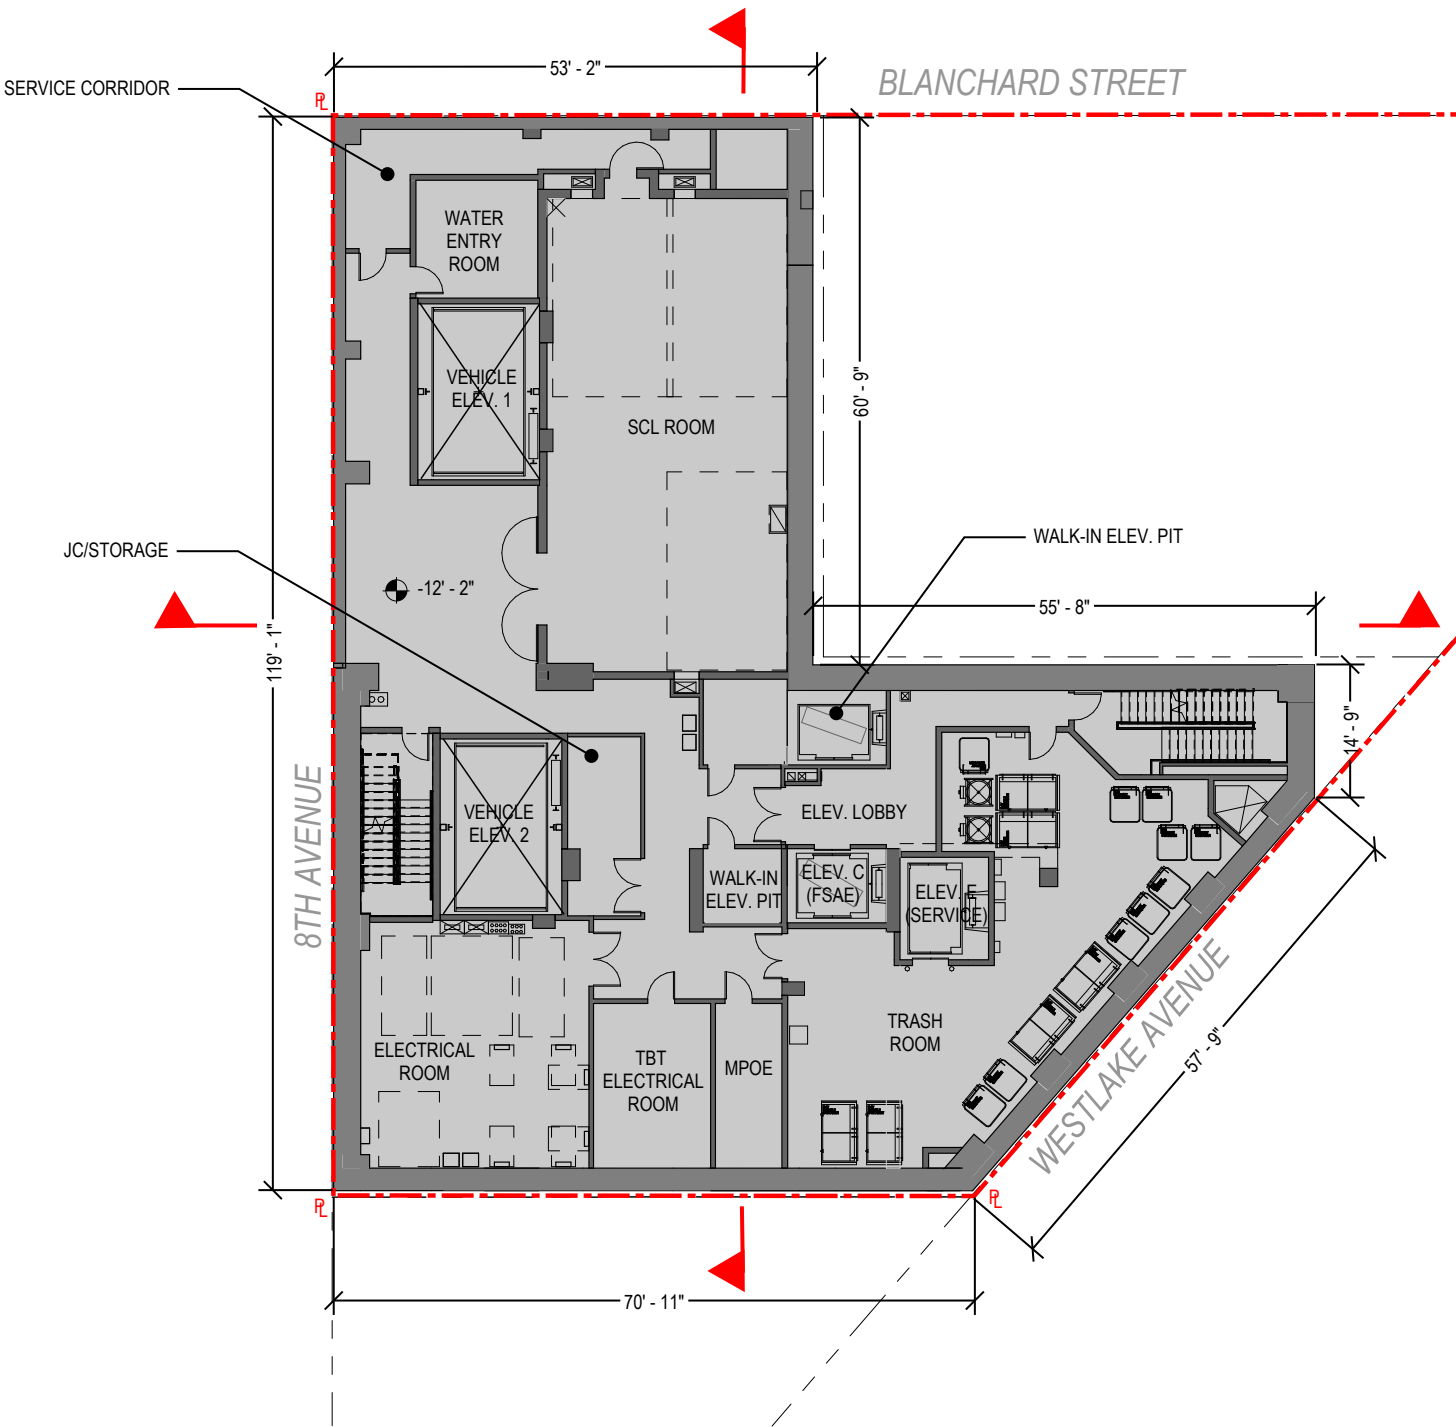 53' - 2"
BLANCHARD STREET
SERVICE CORRIDOR
PL
WATER
ENTRY
ROOM
VEHICLE
ELEV. 1
SCL ROOM
60' - 9"
JC/STORAGE
WALK-IN ELEV. PIT
-12' - 2"
55' - 8"
119' - 1"
14' - 9"
8TH AVENUE
VEHICLE
ELEV. 2
ELEV. LOBBY
WALK-IN
ELEV. PIT
ELEV. C
(FSAE)
ELEV. E
(SERVICE)
ELECTRICAL
ROOM
TBT
ELECTRICAL
ROOM
MPOE
TRASH
ROOM
WESTLAKE AVENUE
57' - 9"
PL
PL
70' - 11"